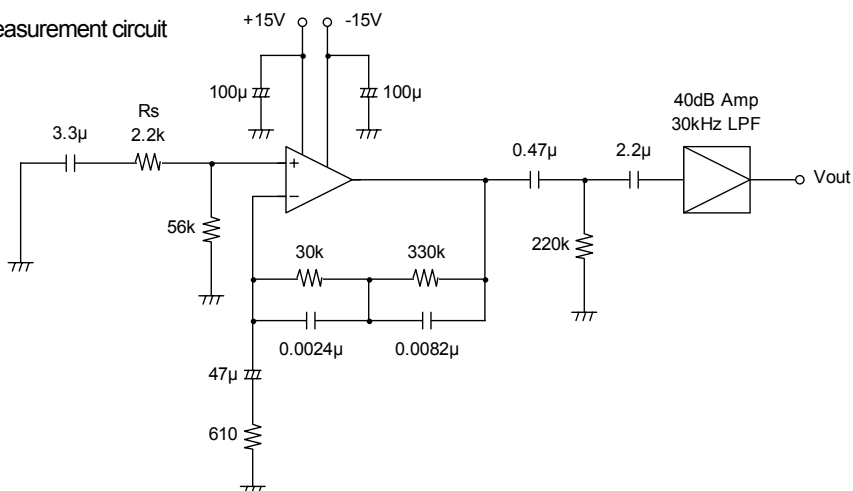 easurement circuit
+15V
-15V
100µ
100µ
40dB Amp
30kHz LPF
3.3µ
Rs
2.2k
+
−
0.47µ
2.2µ
Vout
56k
30k
330k
220k
0.0024µ
0.0082µ
47µ
610